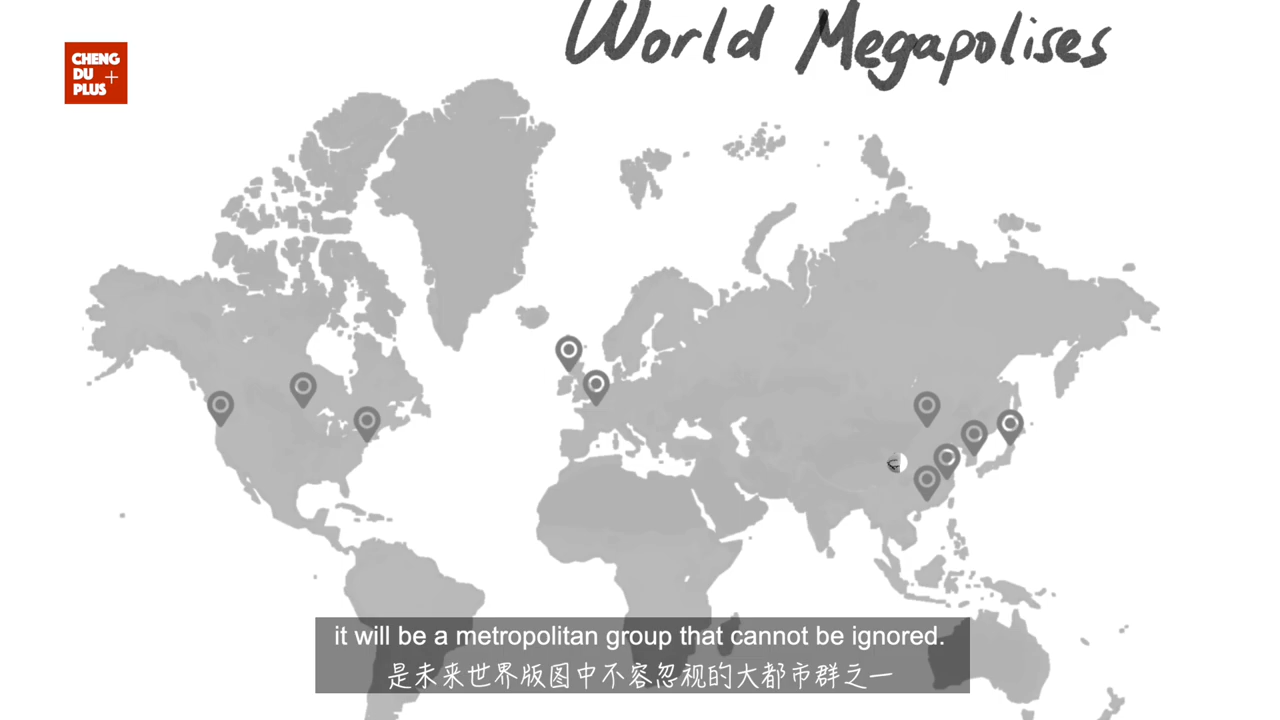 World Megapolises
CHENG
DU +
PLUS
it will be a metropolitan group that cannot be ignored.
是未来世界版图中不容忽视的大都市群之一